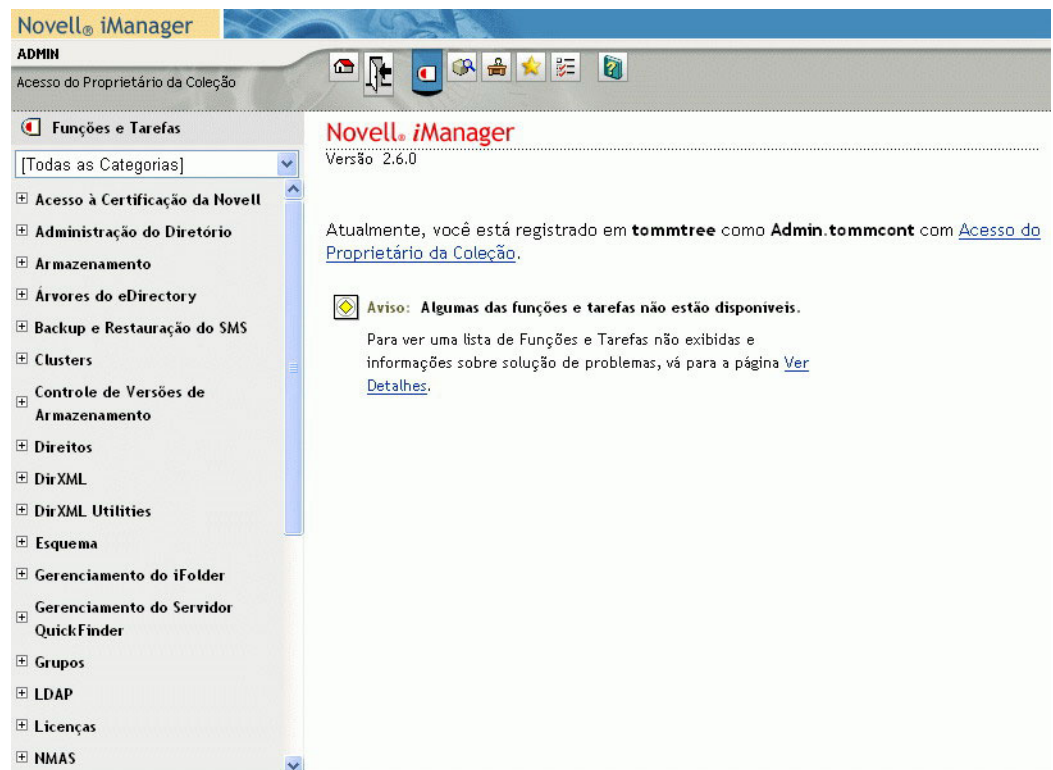 Novell® iManager
ADMIN
Acesso do Proprietário da Coleção
Funções e Tarefas
[Todas as Categorias]
Acesso à Certificação da Novell
Administração do Diretório
Armazenamento
Árvores do eDirectory
Backup e Restauração do SMS
Clusters
Controle de Versões de
Armazenamento
Direitos
DirXML
DirXML Utilities
Esquema
Gerenciamento do iFolder
Gerenciamento do Servidor
QuickFinder
Grupos
LDAP
Licenças
NMAS
Novell® iManager
Versão 2.6.0
Atualmente, você está registrado em tommtree como Admin.tommcont com Acesso do
Proprietário da Coleção.
Aviso: Algumas das funções e tarefas não estão disponíveis.
Para ver uma lista de Funções e Tarefas não exibidas e
informações sobre solução de problemas, vá para a página Ver
Detalhes.